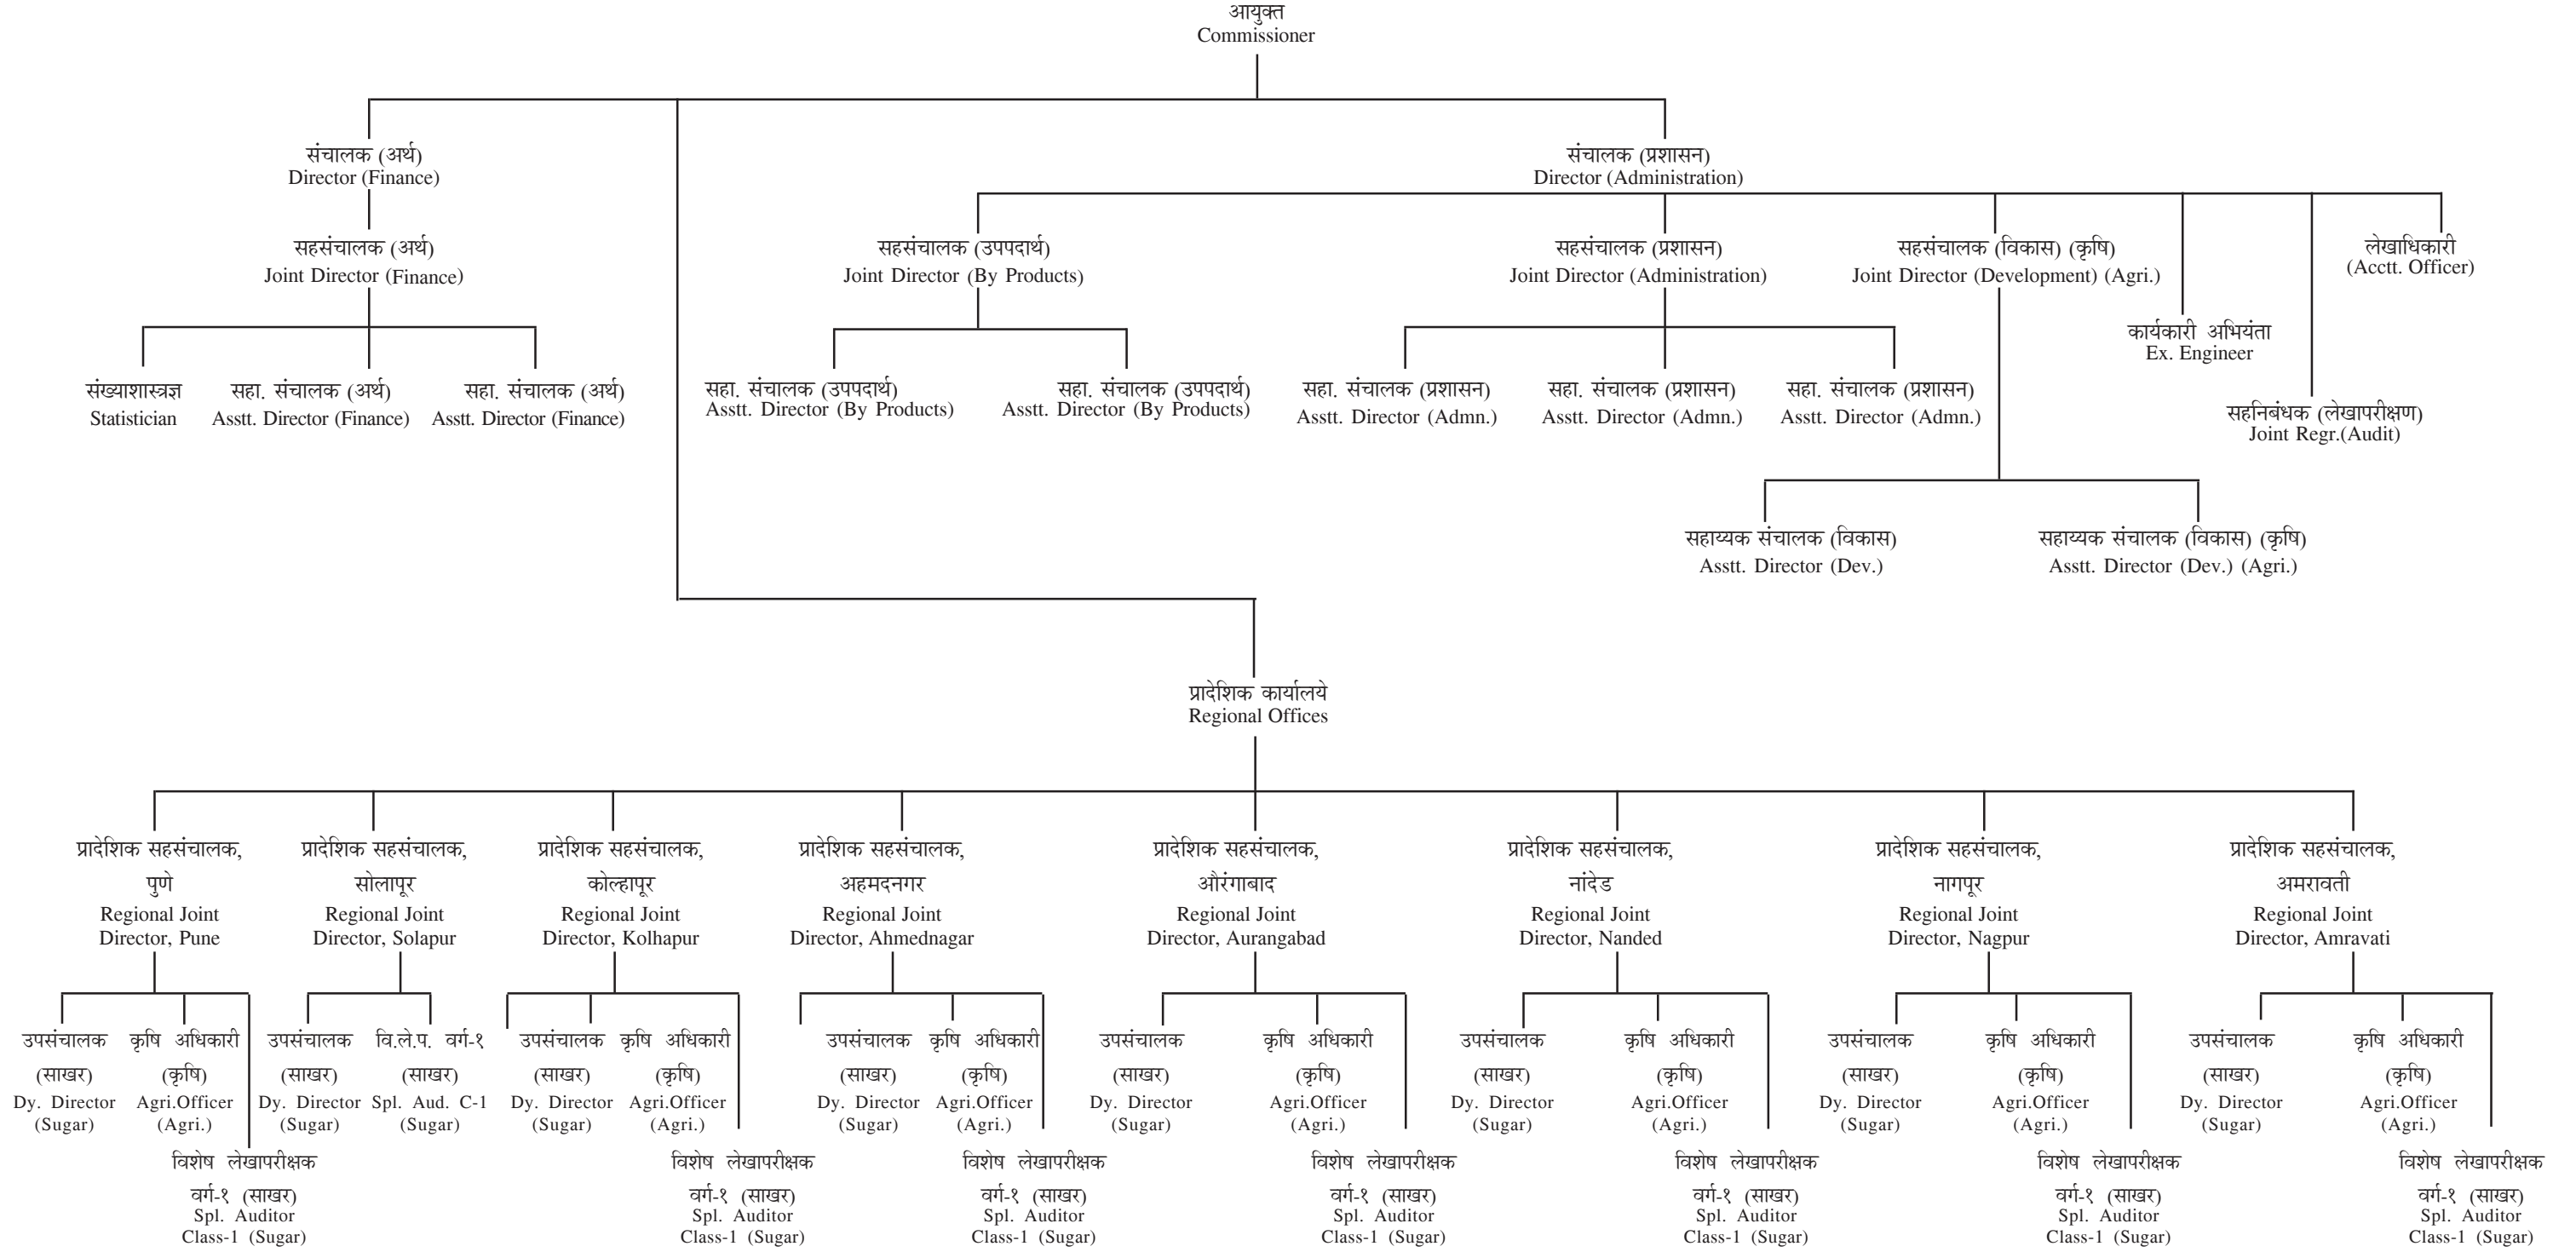 आयुक्त
Commissioner
संचालक (अर्थ)
Director (Finance)
संचालक (प्रशासन)
Director (Administration)
सहसंचालक (अर्थ)
Joint Director (Finance)
सहसंचालक (उपपदार्थ)
Joint Director (By Products)
सहसंचालक (प्रशासन)
Joint Director (Administration)
सहसंचालक (विकास) (कृषि)
Joint Director (Development) (Agri.)
लेखाधिकारी
(Acctt. Officer)
कार्यकारी अभियंता
Ex. Engineer
सहनिबंधक (लेखापरीक्षण)
Joint Regr.(Audit)
संख्याशास्त्रज्ञ
Statistician
सहा. संचालक (अर्थ)
Asstt. Director (Finance)
सहा. संचालक (अर्थ)
Asstt. Director (Finance)
सहा. संचालक (उपपदार्थ)
Asstt. Director (By Products)
सहा. संचालक (उपपदार्थ)
Asstt. Director (By Products)
सहा. संचालक (प्रशासन)
Asstt. Director (Admn.)
सहा. संचालक (प्रशासन)
Asstt. Director (Admn.)
सहा. संचालक (प्रशासन)
Asstt. Director (Admn.)
सहाय्यक संचालक (विकास)
Asstt. Director (Dev.)
सहाय्यक संचालक (विकास) (कृषि)
Asstt. Director (Dev.) (Agri.)
प्रादेशिक कार्यालये
Regional Offices
प्रादेशिक सहसंचालक,
पुणे
Regional Joint
Director, Pune
प्रादेशिक सहसंचालक,
सोलापूर
Regional Joint
Director, Solapur
प्रादेशिक सहसंचालक,
कोल्हापूर
Regional Joint
Director, Kolhapur
प्रादेशिक सहसंचालक,
अहमदनगर
Regional Joint
Director, Ahmednagar
प्रादेशिक सहसंचालक,
औरंगाबाद
Regional Joint
Director, Aurangabad
प्रादेशिक सहसंचालक,
नांदेड
Regional Joint
Director, Nanded
प्रादेशिक सहसंचालक,
नागपूर
Regional Joint
Director, Nagpur
प्रादेशिक सहसंचालक,
अमरावती
Regional Joint
Director, Amravati
उपसंचालक
(साखर)
Dy. Director
(Sugar)
कृषि अधिकारी
(कृषि)
Agri.Officer
(Agri.)
विशेष लेखापरीक्षक
वर्ग-१ (साखर)
Spl. Auditor
Class-1 (Sugar)
उपसंचालक
(साखर)
Dy. Director
(Sugar)
वि.ले.प. वर्ग-१
(साखर)
Spl. Aud. C-1
(Sugar)
उपसंचालक
(साखर)
Dy. Director
(Sugar)
कृषि अधिकारी
(कृषि)
Agri.Officer
(Agri.)
विशेष लेखापरीक्षक
वर्ग-१ (साखर)
Spl. Auditor
Class-1 (Sugar)
उपसंचालक
(साखर)
Dy. Director
(Sugar)
कृषि अधिकारी
(कृषि)
Agri.Officer
(Agri.)
विशेष लेखापरीक्षक
वर्ग-१ (साखर)
Spl. Auditor
Class-1 (Sugar)
उपसंचालक
(साखर)
Dy. Director
(Sugar)
कृषि अधिकारी
(कृषि)
Agri.Officer
(Agri.)
विशेष लेखापरीक्षक
वर्ग-१ (साखर)
Spl. Auditor
Class-1 (Sugar)
उपसंचालक
(साखर)
Dy. Director
(Sugar)
कृषि अधिकारी
(कृषि)
Agri.Officer
(Agri.)
विशेष लेखापरीक्षक
वर्ग-१ (साखर)
Spl. Auditor
Class-1 (Sugar)
उपसंचालक
(साखर)
Dy. Director
(Sugar)
कृषि अधिकारी
(कृषि)
Agri.Officer
(Agri.)
विशेष लेखापरीक्षक
वर्ग-१ (साखर)
Spl. Auditor
Class-1 (Sugar)
उपसंचालक
(साखर)
Dy. Director
(Sugar)
कृषि अधिकारी
(कृषि)
Agri.Officer
(Agri.)
विशेष लेखापरीक्षक
वर्ग-१ (साखर)
Spl. Auditor
Class-1 (Sugar)